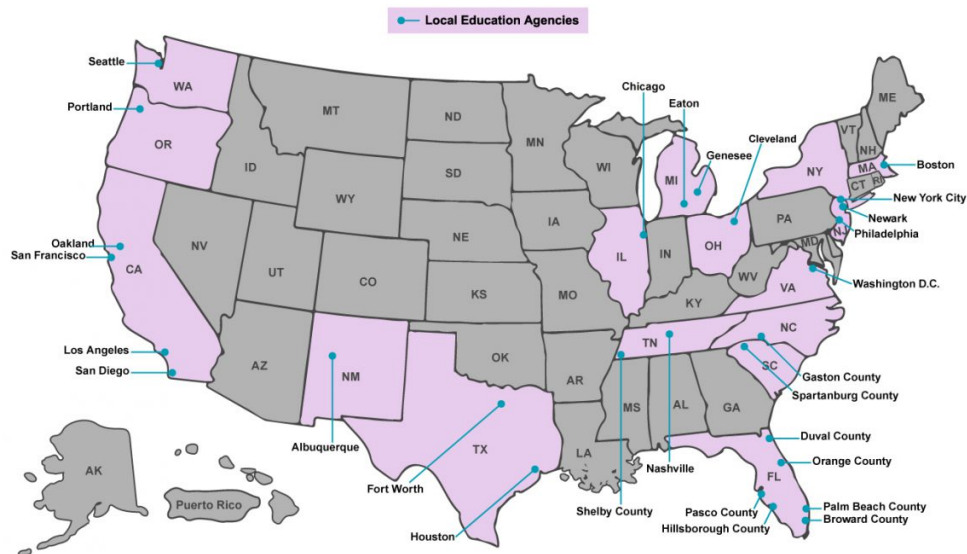 Local Education Agencies
Seattle
WA
Portland
OR
MT
ID
WY
ND
SD
NE
MN
WI
IA
Chicago
Eaton
Genesee
MI
Cleveland
ME
VT
NH
NY
MA
Boston
CT
RI
New York City
Newark
PA
NJ
Philadelphia
Oakland
San Francisco
CA
NV
UT
CO
KS
MO
IL
IN
OH
WV
MD
VA
Washington D.C.
KY
Los Angeles
San Diego
AZ
NM
OK
AR
TN
NC
SC
Gaston County
Spartanburg County
Albuquerque
TX
Fort Worth
Houston
LA
MS
AL
GA
Shelby County
Nashville
Duval County
Orange County
FL
Pasco County
Hillsborough County
Palm Beach County
Broward County
AK
Puerto Rico